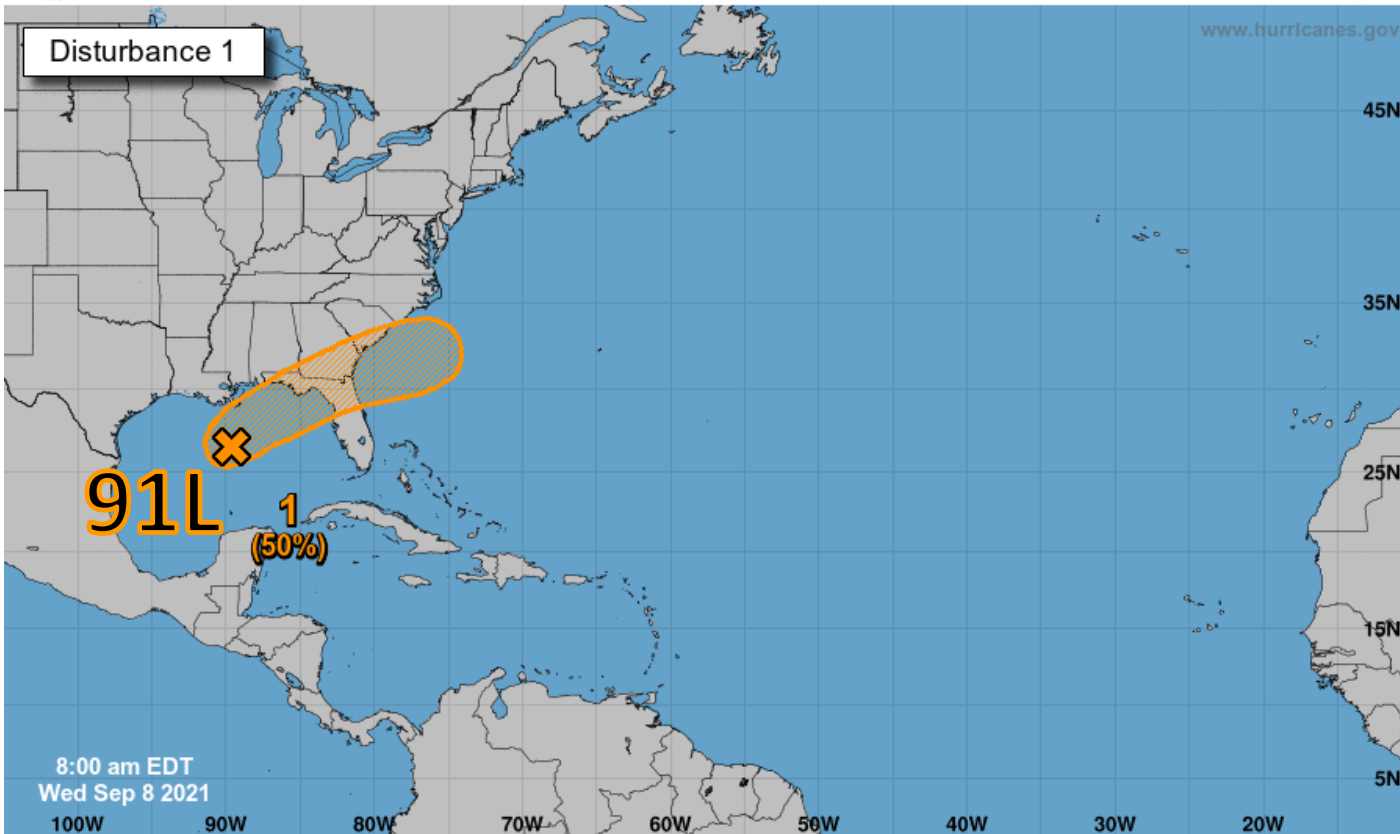 www.hurricanes.gov
Disturbance 1
45N
35N
25N
91L
1
(50%)
15N
8:00 am EDT
Wed Sep 8 2021
5N
100W 90W 80W 70W 60W 50W 40W 30W 20W